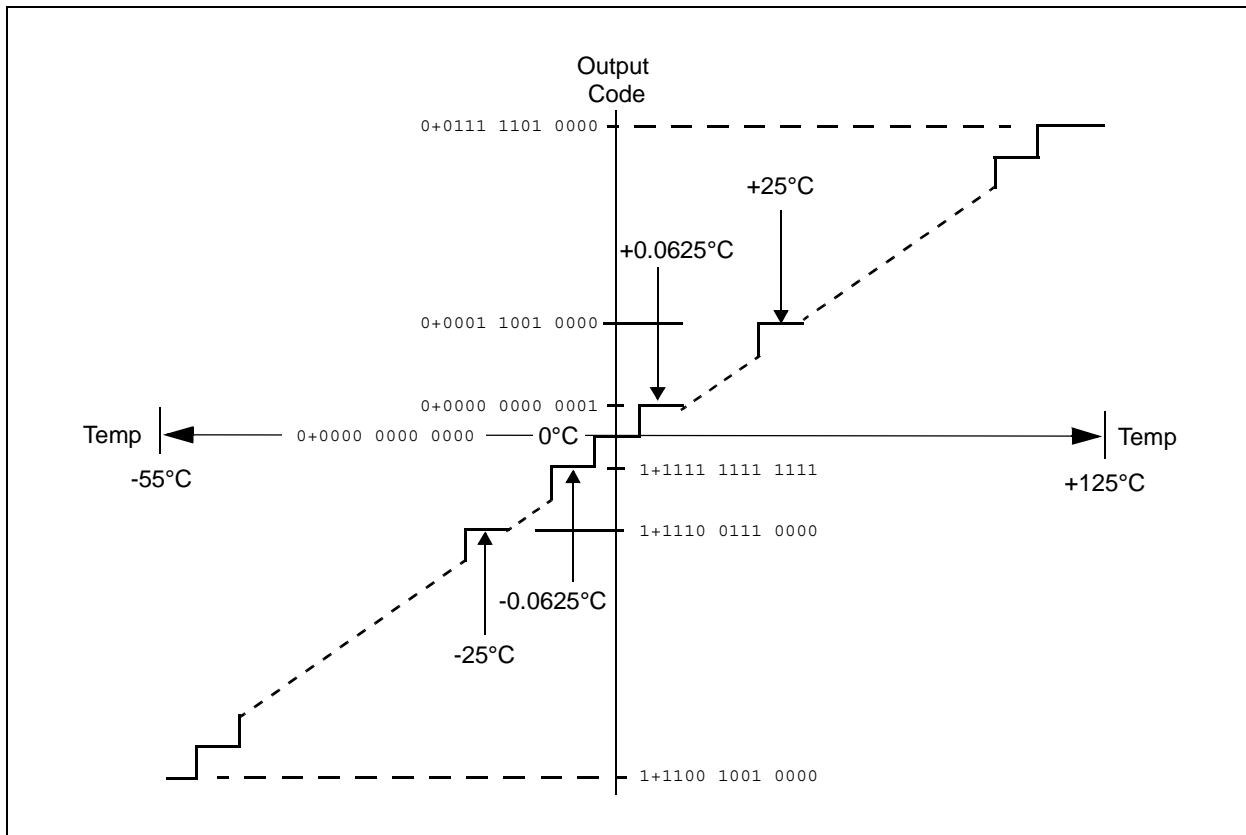 Output
Code
0+0111 1101 0000
+25°C
+0.0625°C
0+0001 1001 0000
0+0000 0000 0001
Temp
0+0000 0000 0000
0°C
Temp
-55°C
1+1111 1111 1111
+125°C
1+1110 0111 0000
-0.0625°C
-25°C
1+1100 1001 0000